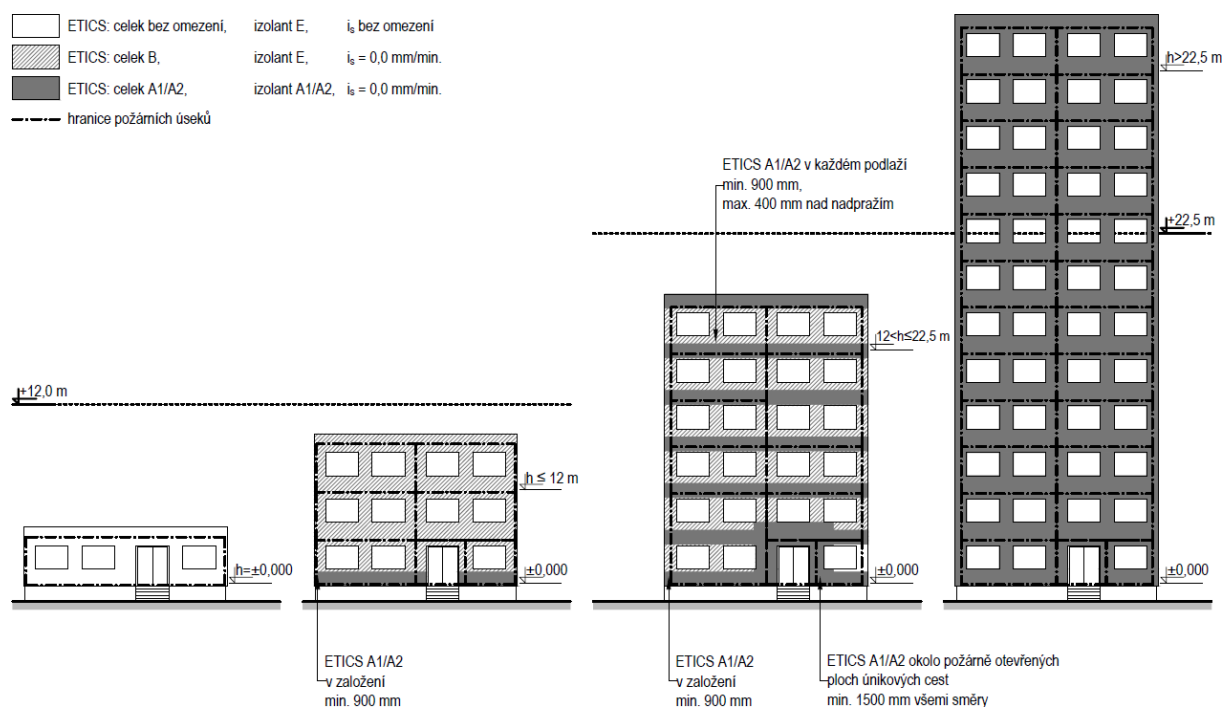 ETICS: celek bez omezení, izolant E, iₛ bez omezení
ETICS: celek B, izolant E, iₛ = 0,0 mm/min.
ETICS: celek A1/A2, izolant A1/A2, iₛ = 0,0 mm/min.
hranice požárních úseků
h>22,5 m
ETICS A1/A2 v každém podlaží
min. 900 mm,
max. 400 mm nad nadpražím
+22,5 m
12<h≤22,5 m
+12,0 m
h ≤ 12 m
h=±0,000
±0,000
±0,000
±0,000
ETICS A1/A2
v založení
min. 900 mm
ETICS A1/A2
v založení
min. 900 mm
ETICS A1/A2 okolo požárně otevřených
ploch únikových cest
min. 1500 mm všemi směry